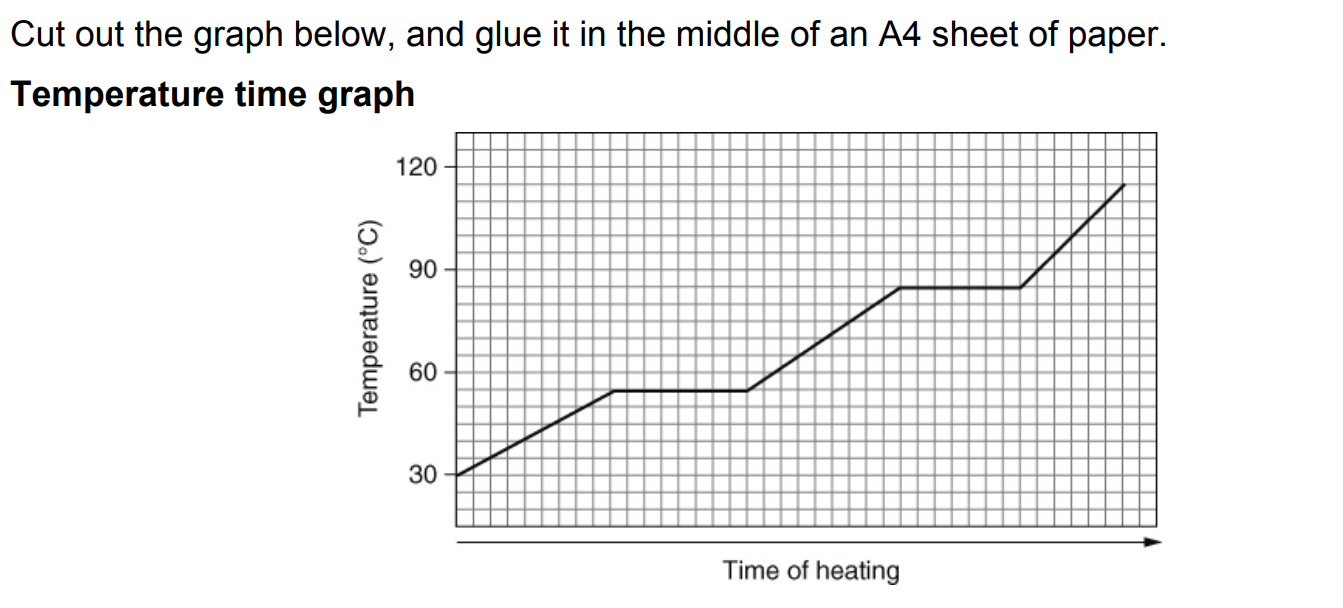 Cut out the graph below, and glue it in the middle of an A4 sheet of paper.
Temperature time graph
120
90
60
30
Temperature (°C)
Time of heating